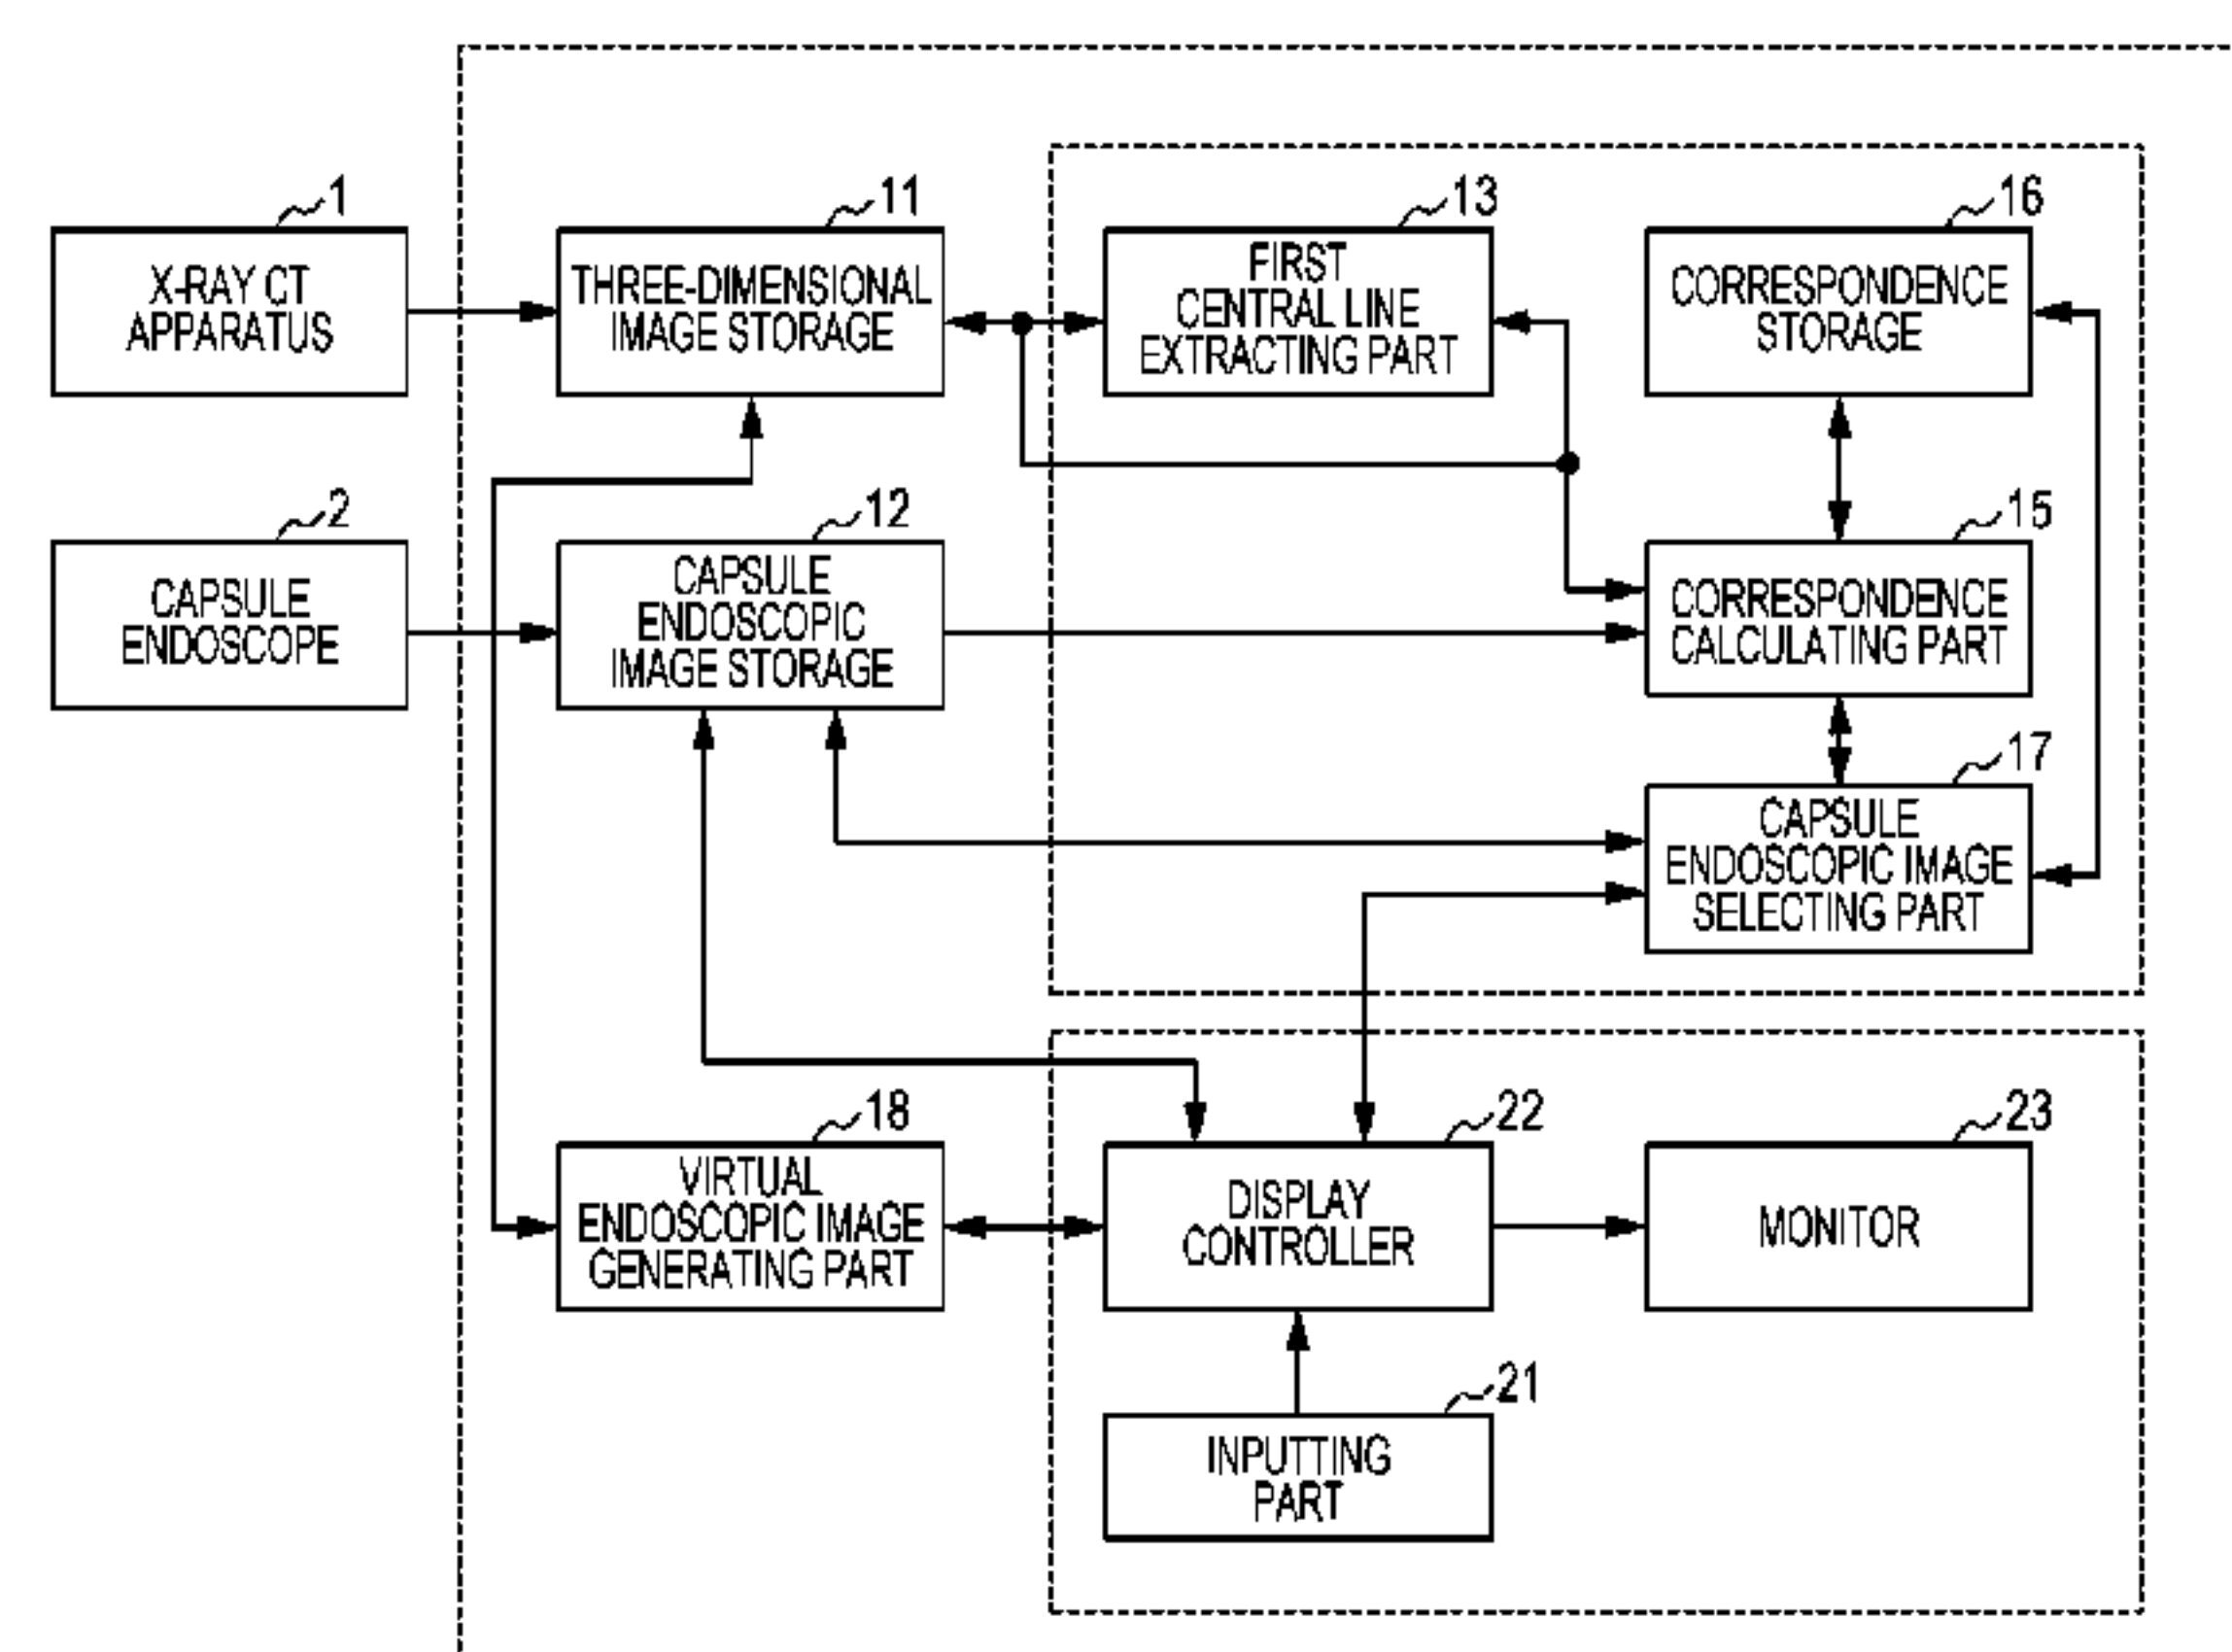 1
X-RAY CT
APPARATUS
11
THREE-DIMENSIONAL
IMAGE STORAGE
13
FIRST
CENTRAL LINE
EXTRACTING PART
16
CORRESPONDENCE
STORAGE
2
CAPSULE
ENDOSCOPE
12
CAPSULE
ENDOSCOPIC
IMAGE STORAGE
15
CORRESPONDENCE
CALCULATING PART
17
CAPSULE
ENDOSCOPIC IMAGE
SELECTING PART
18
VIRTUAL
ENDOSCOPIC IMAGE
GENERATING PART
22
DISPLAY
CONTROLLER
23
MONITOR
21
INPUTTING
PART